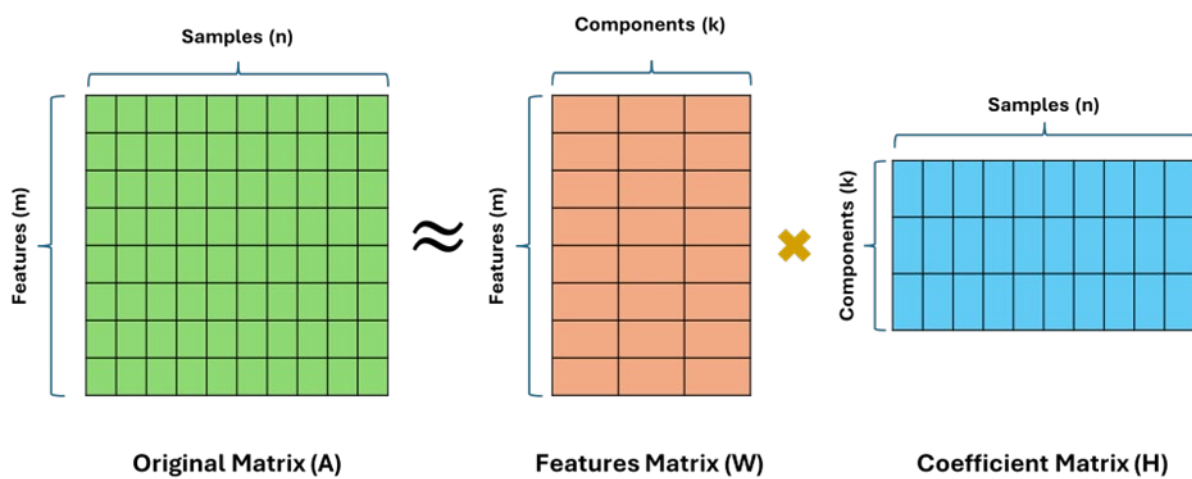 Samples (n)
Components (k)
Samples (n)
Features (m)
Features (m)
Components (k)
Original Matrix (A)
Features Matrix (W)
Coefficient Matrix (H)